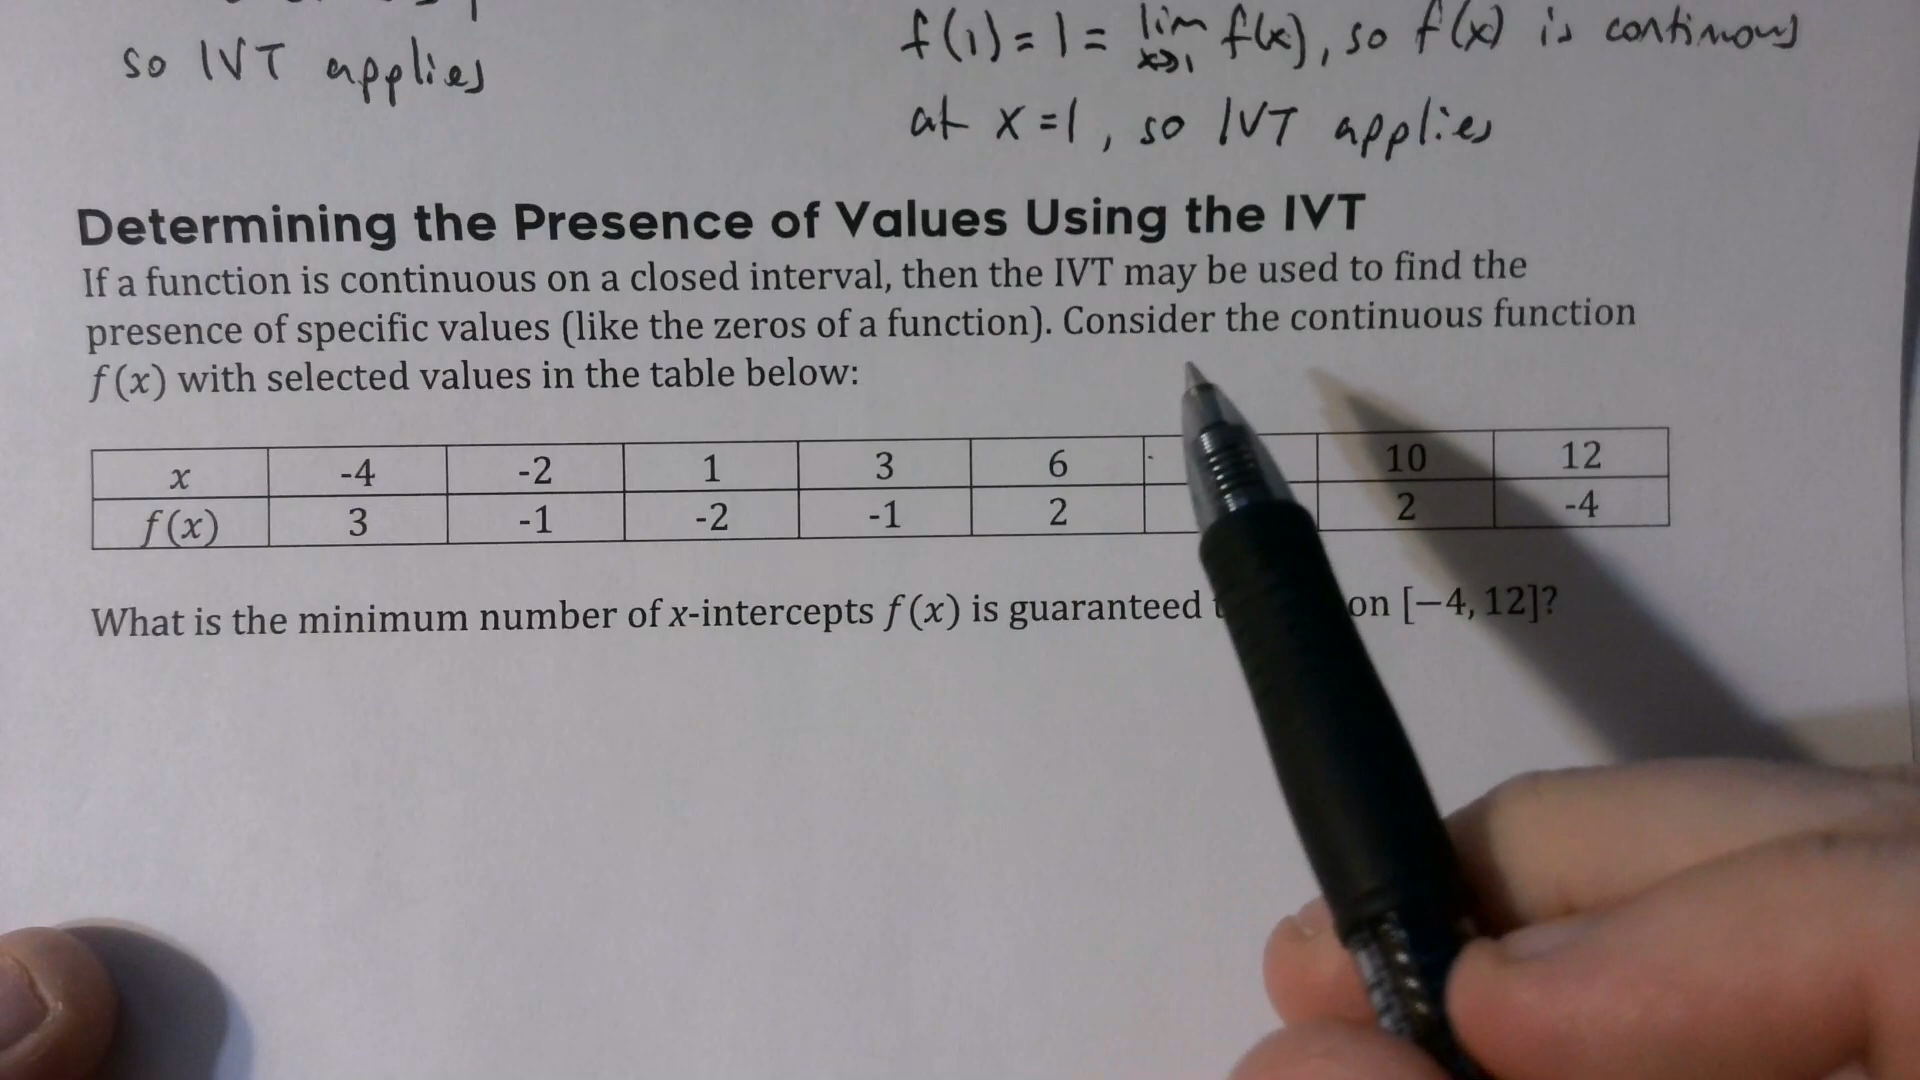 so IVT applies
f(1)=1= lim x→1 f(x), so f(x) is continuous
at x=1, so IVT applies
Determining the Presence of Values Using the IVT
If a function is continuous on a closed interval, then the IVT may be used to find the
presence of specific values (like the zeros of a function). Consider the continuous function
f(x) with selected values in the table below:
x -4 -2 1 3 6 10 12
f(x) 3 -1 -2 -1 2 2 -4
What is the minimum number of x-intercepts f(x) is guaranteed on [−4, 12]?